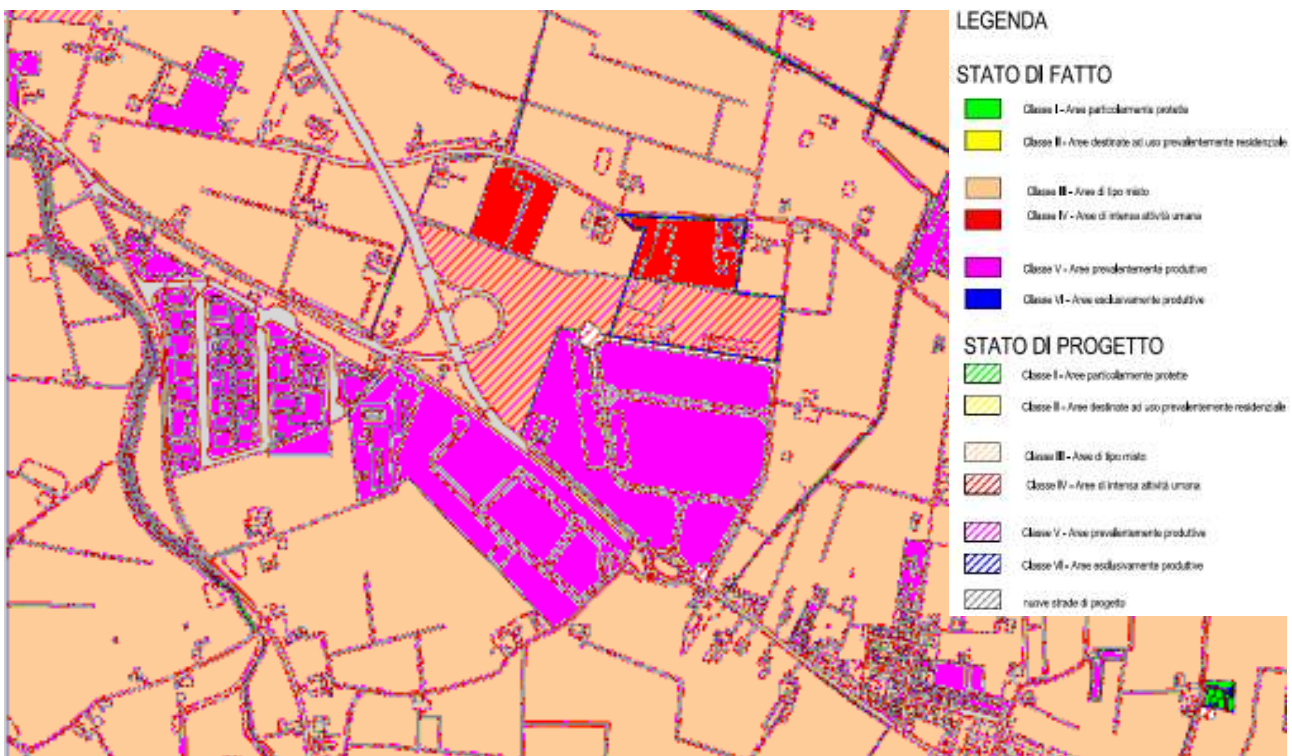 LEGENDA
STATO DI FATTO
Classe I - Aree particolarmente protette
Classe II - Aree destinate ad uso prevalentemente residenziale
Classe III - Aree di tipo misto
Classe IV - Aree di intensa attività umana
Classe V - Aree prevalentemente produttive
Classe VI - Aree esclusivamente produttive
STATO DI PROGETTO
Classe I - Aree particolarmente protette
Classe II - Aree destinate ad uso prevalentemente residenziale
Classe III - Aree di tipo misto
Classe IV - Aree di intensa attività umana
Classe V - Aree prevalentemente produttive
Classe VI - Aree esclusivamente produttive
nuove strade di progetto